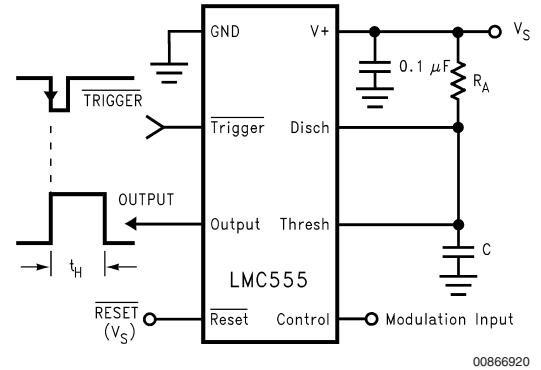 GND V+ V_S
0.1 μF R_A
TRIGGER
Trigger Disch
OUTPUT
Output Thresh
C
t_H
LMC555
RESET
(V_S)
Reset Control Modulation Input
00866920